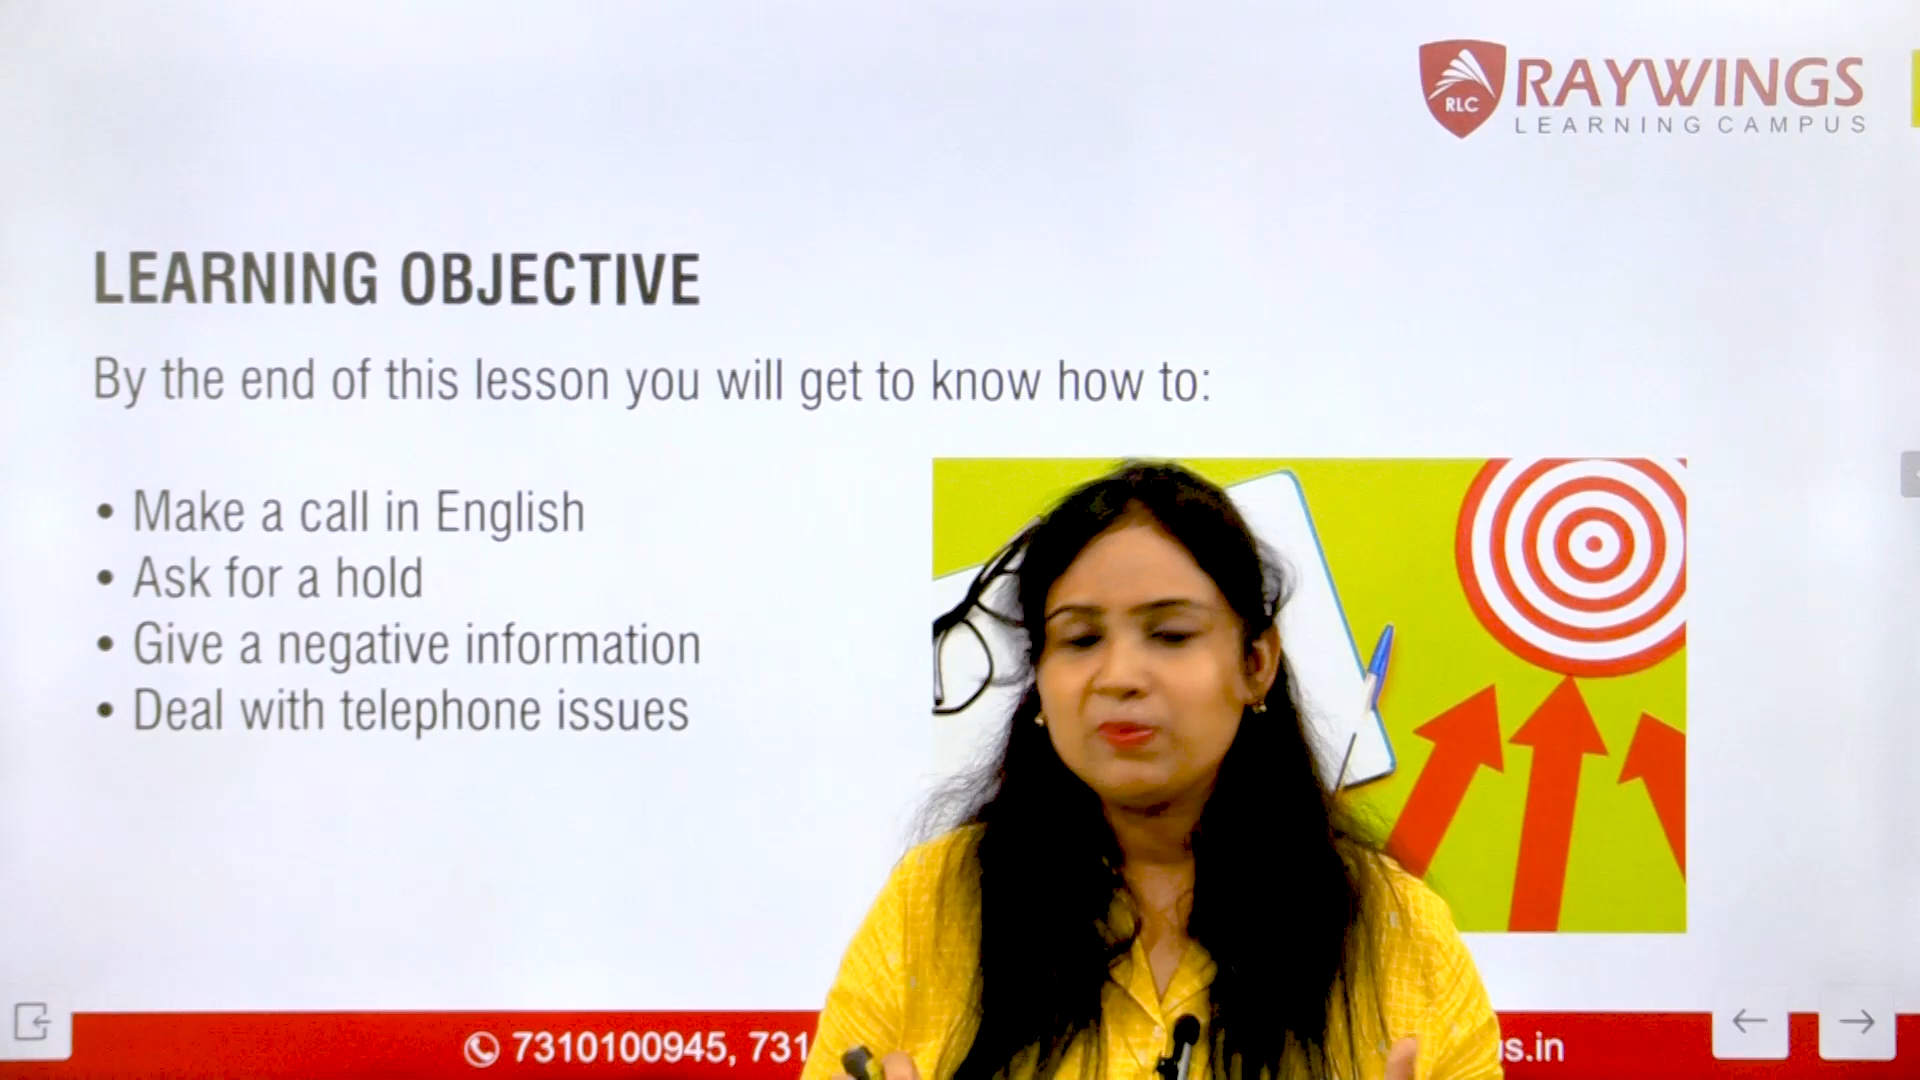 RLC
RAYWINGS
LEARNING CAMPUS
LEARNING OBJECTIVE
By the end of this lesson you will get to know how to:
• Make a call in English
• Ask for a hold
• Give a negative information
• Deal with telephone issues
7310100945, 731
s.in